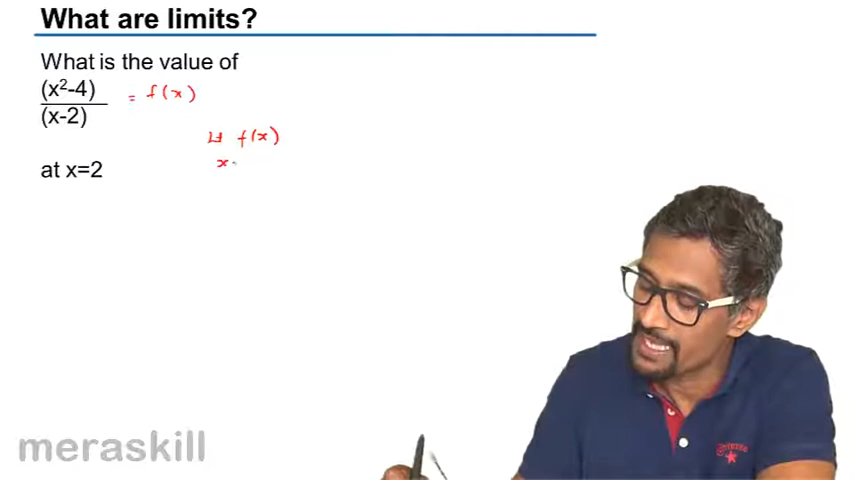 What are limits?
What is the value of
(x²-4)
= f(x)
(x-2)
Lt f(x)
x
at x=2
meraskill